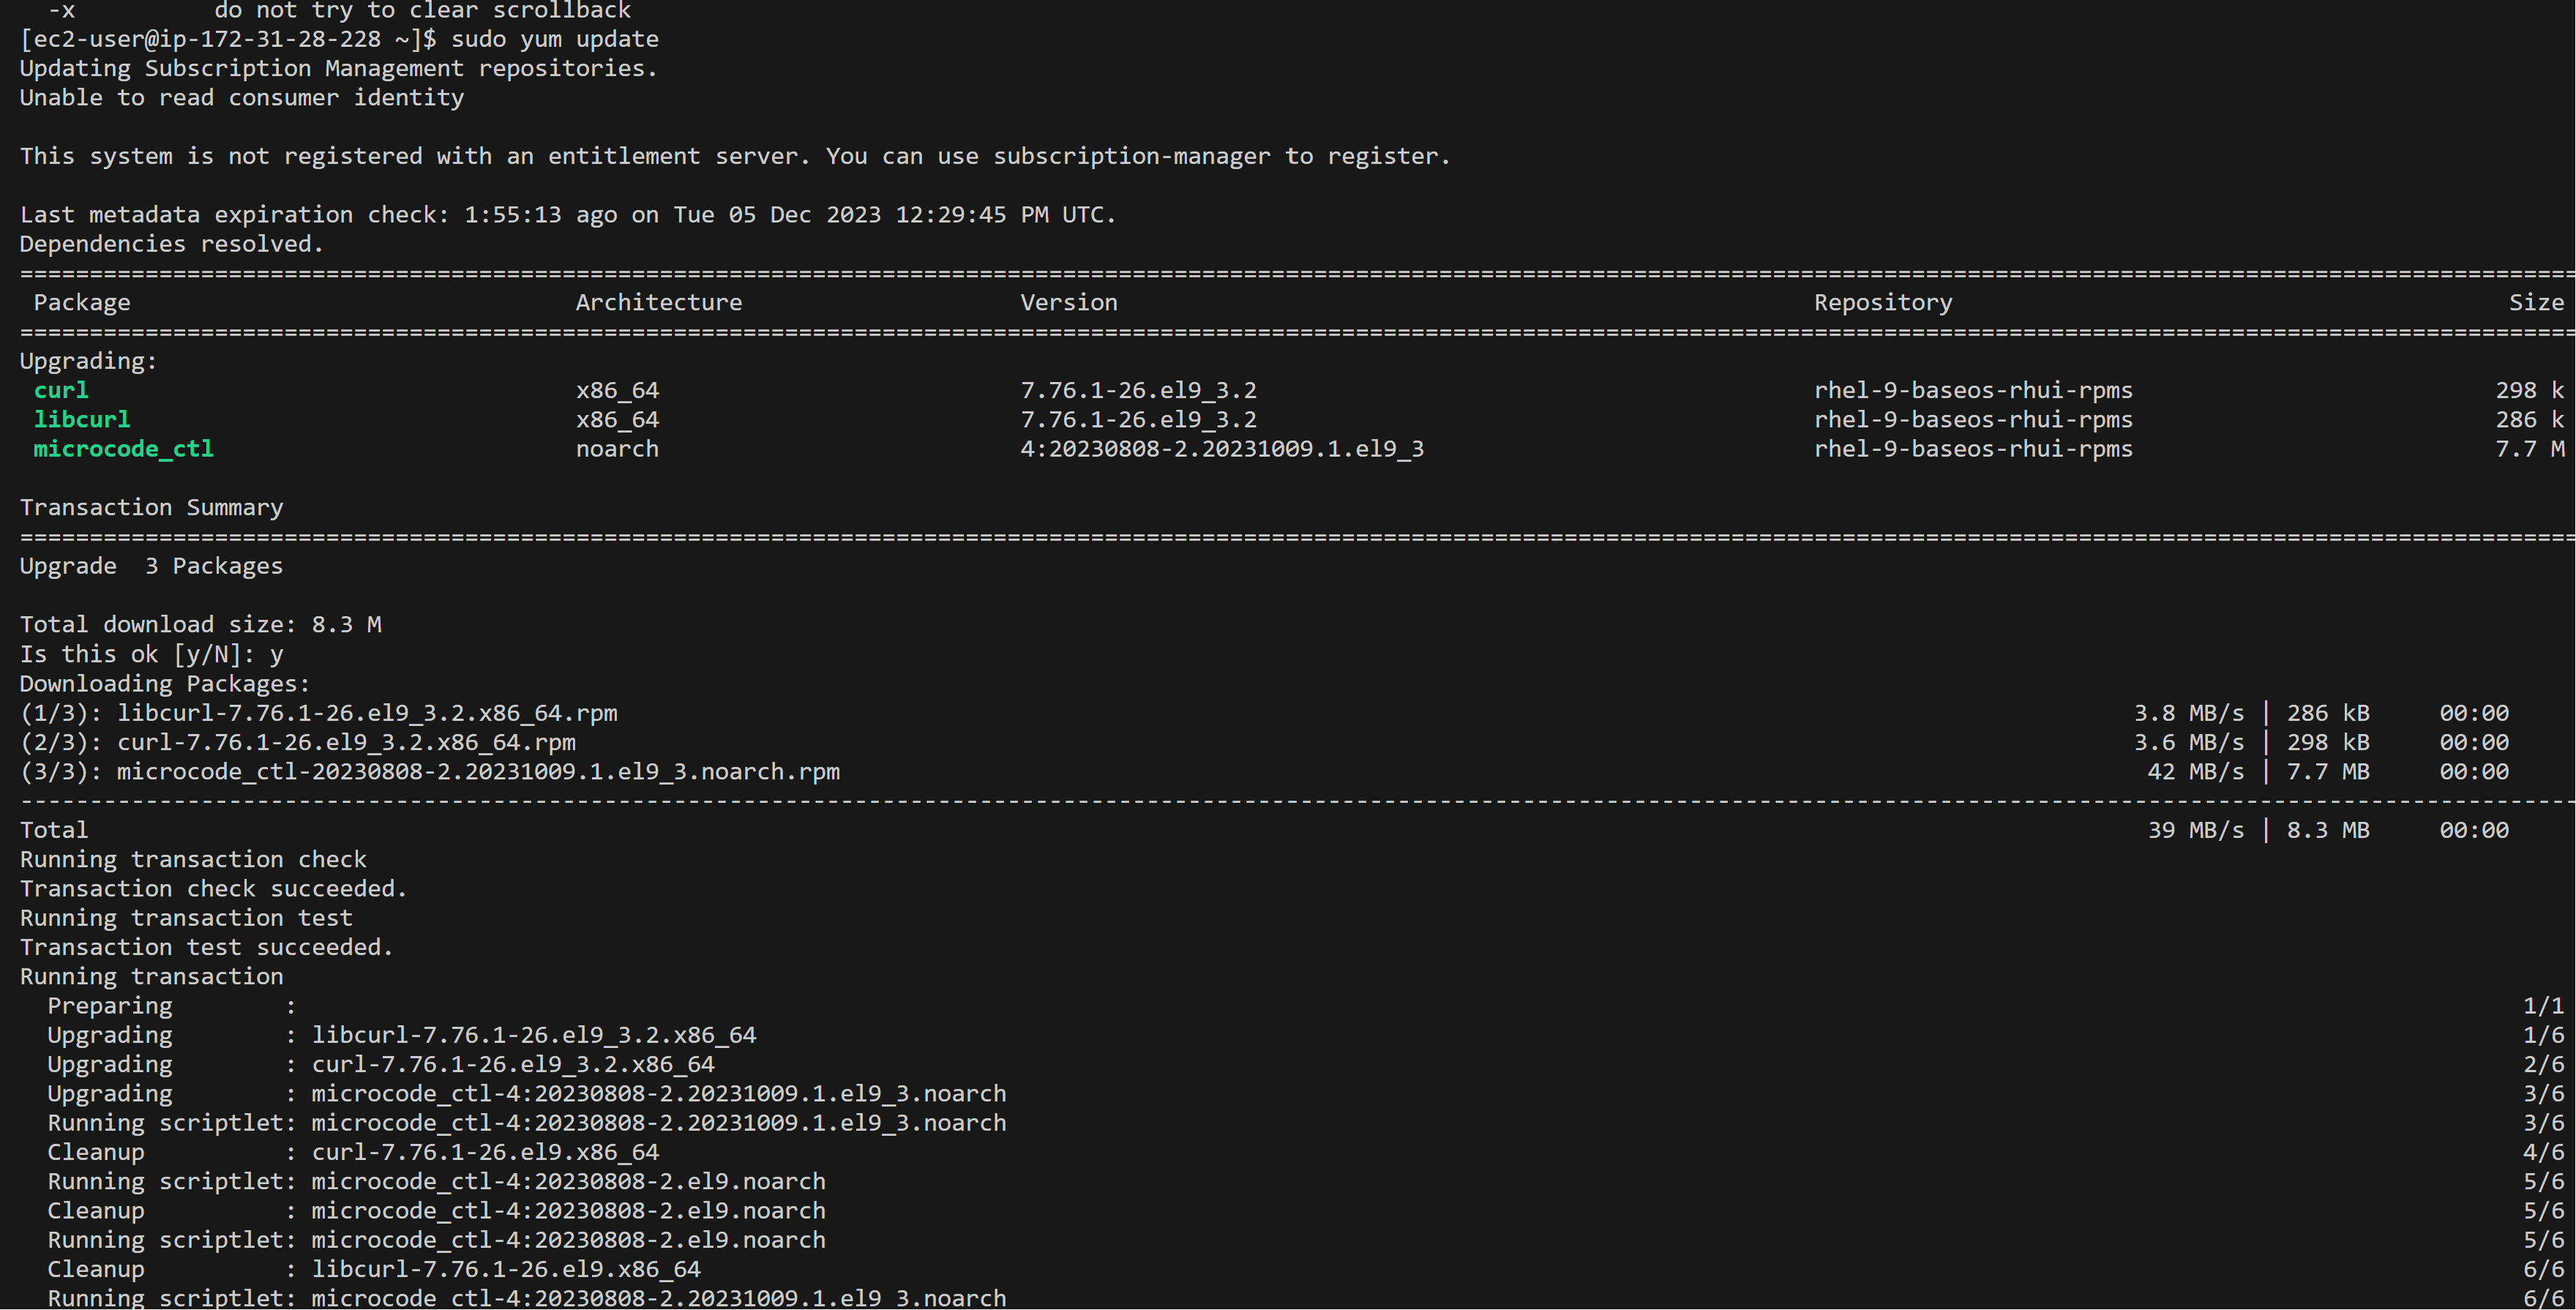 -x          do not try to clear scrollback
[ec2-user@ip-172-31-28-228 ~]$ sudo yum update
Updating Subscription Management repositories.
Unable to read consumer identity

This system is not registered with an entitlement server. You can use subscription-manager to register.

Last metadata expiration check: 1:55:13 ago on Tue 05 Dec 2023 12:29:45 PM UTC.
Dependencies resolved.
================================================================================
Package Architecture Version Repository Size
================================================================================
Upgrading:
curl x86_64 7.76.1-26.el9_3.2 rhel-9-baseos-rhui-rpms 298 k
libcurl x86_64 7.76.1-26.el9_3.2 rhel-9-baseos-rhui-rpms 286 k
microcode_ctl noarch 4:20230808-2.20231009.1.el9_3 rhel-9-baseos-rhui-rpms 7.7 M

Transaction Summary
================================================================================
Upgrade  3 Packages

Total download size: 8.3 M
Is this ok [y/N]: y
Downloading Packages:
(1/3): libcurl-7.76.1-26.el9_3.2.x86_64.rpm 3.8 MB/s | 286 kB 00:00
(2/3): curl-7.76.1-26.el9_3.2.x86_64.rpm 3.6 MB/s | 298 kB 00:00
(3/3): microcode_ctl-20230808-2.20231009.1.el9_3.noarch.rpm 42 MB/s | 7.7 MB 00:00
--------------------------------------------------------------------------------
Total 39 MB/s | 8.3 MB 00:00
Running transaction check
Transaction check succeeded.
Running transaction test
Transaction test succeeded.
Running transaction
Preparing : 1/1
Upgrading : libcurl-7.76.1-26.el9_3.2.x86_64 1/6
Upgrading : curl-7.76.1-26.el9_3.2.x86_64 2/6
Upgrading : microcode_ctl-4:20230808-2.20231009.1.el9_3.noarch 3/6
Running scriptlet: microcode_ctl-4:20230808-2.20231009.1.el9_3.noarch 3/6
Cleanup : curl-7.76.1-26.el9.x86_64 4/6
Running scriptlet: microcode_ctl-4:20230808-2.el9.noarch 5/6
Cleanup : microcode_ctl-4:20230808-2.el9.noarch 5/6
Running scriptlet: microcode_ctl-4:20230808-2.el9.noarch 5/6
Cleanup : libcurl-7.76.1-26.el9.x86_64 6/6
Running scriptlet: microcode_ctl-4:20230808-2.20231009.1.el9_3.noarch 6/6